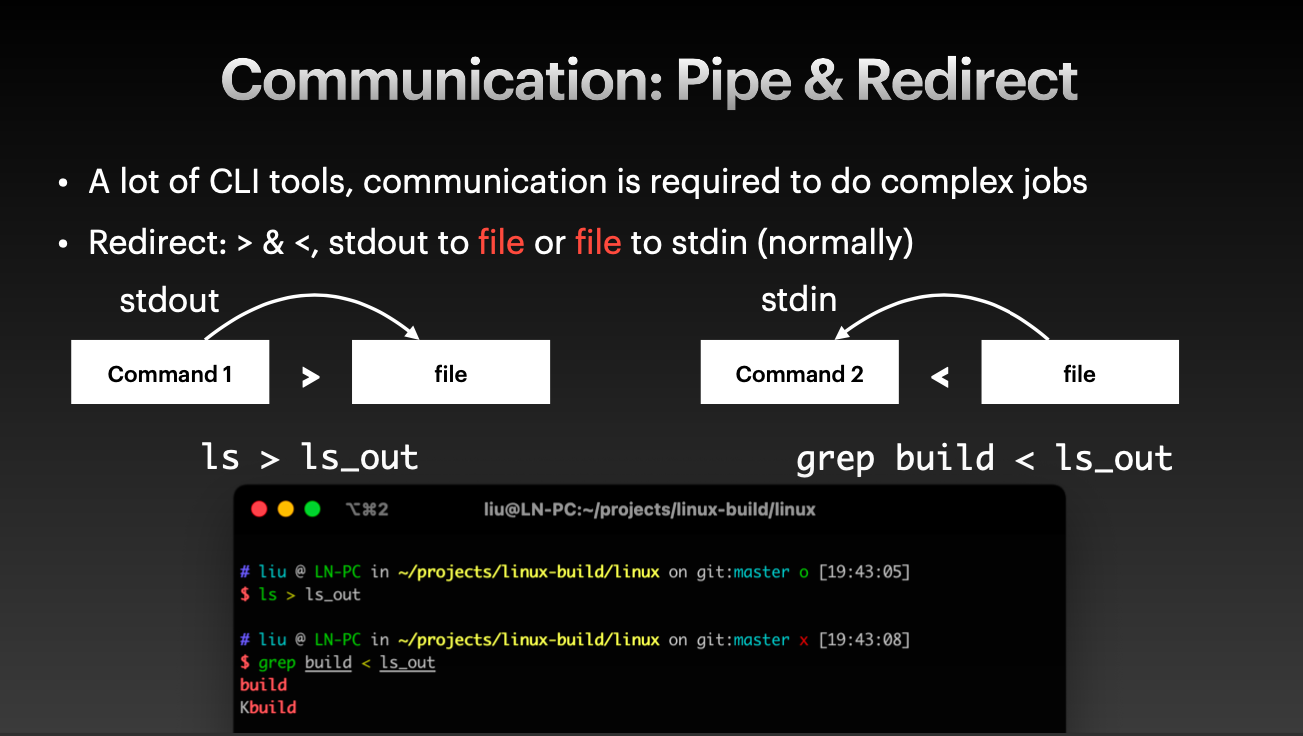 Communication: Pipe & Redirect
• A lot of CLI tools, communication is required to do complex jobs
• Redirect: > & <, stdout to file or file to stdin (normally)
stdout
stdin
Command 1 > file
Command 2 < file
ls > ls_out
grep build < ls_out
⌥⌘2 liu@LN-PC:~/projects/linux-build/linux
# liu @ LN-PC in ~/projects/linux-build/linux on git:master o [19:43:05]
$ ls > ls_out
# liu @ LN-PC in ~/projects/linux-build/linux on git:master x [19:43:08]
$ grep build < ls_out
build
Kbuild